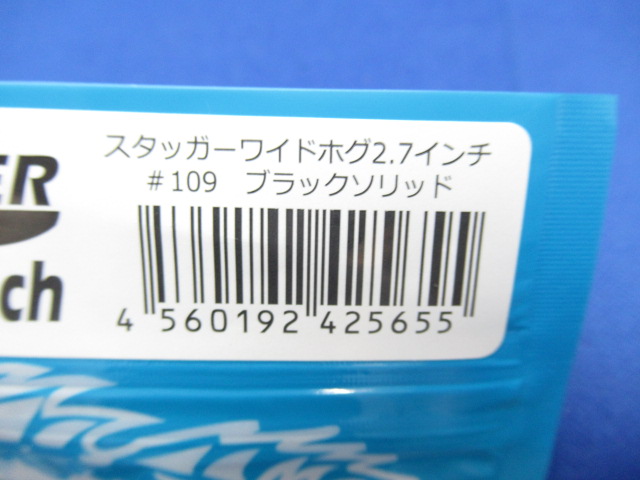 スタッガーワイドホグ2.7インチ
#109 ブラックソリッド
ER
ch
4 560192 425655